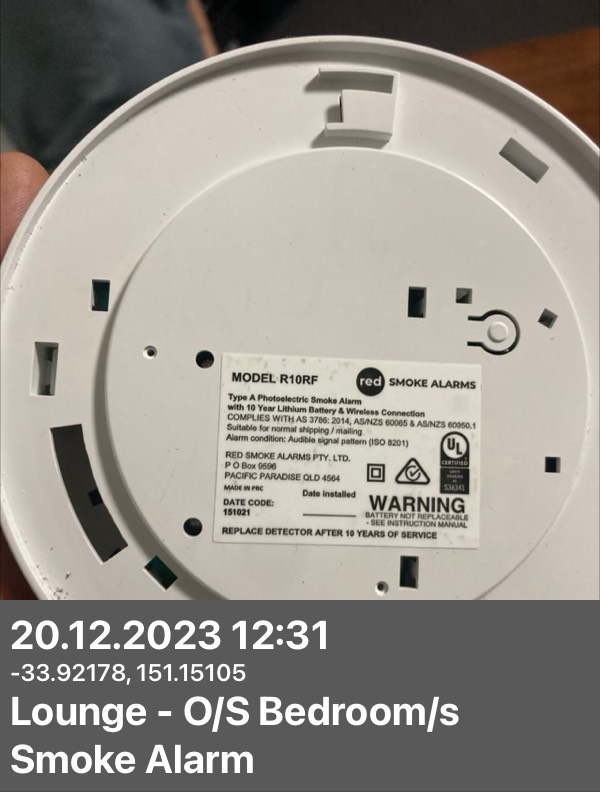 MODEL R10RF
red SMOKE ALARMS
Type A Photoelectric Smoke Alarm
with 10 Year Lithium Battery & Wireless Connection
COMPLIES WITH AS 3786: 2014, AS/NZS 60065 & AS/NZS 60950.1
Suitable for normal shipping / mailing
Alarm condition: Audible signal pattern (ISO 8201)
RED SMOKE ALARMS PTY. LTD.
P O Box 9596
PACIFIC PARADISE QLD 4564
MADE IN PRC
DATE CODE:
151021
Date installed
UL
CERTIFIED
S36341
WARNING
BATTERY NOT REPLACEABLE
- SEE INSTRUCTION MANUAL
REPLACE DETECTOR AFTER 10 YEARS OF SERVICE
20.12.2023 12:31
-33.92178, 151.15105
Lounge - O/S Bedroom/s
Smoke Alarm